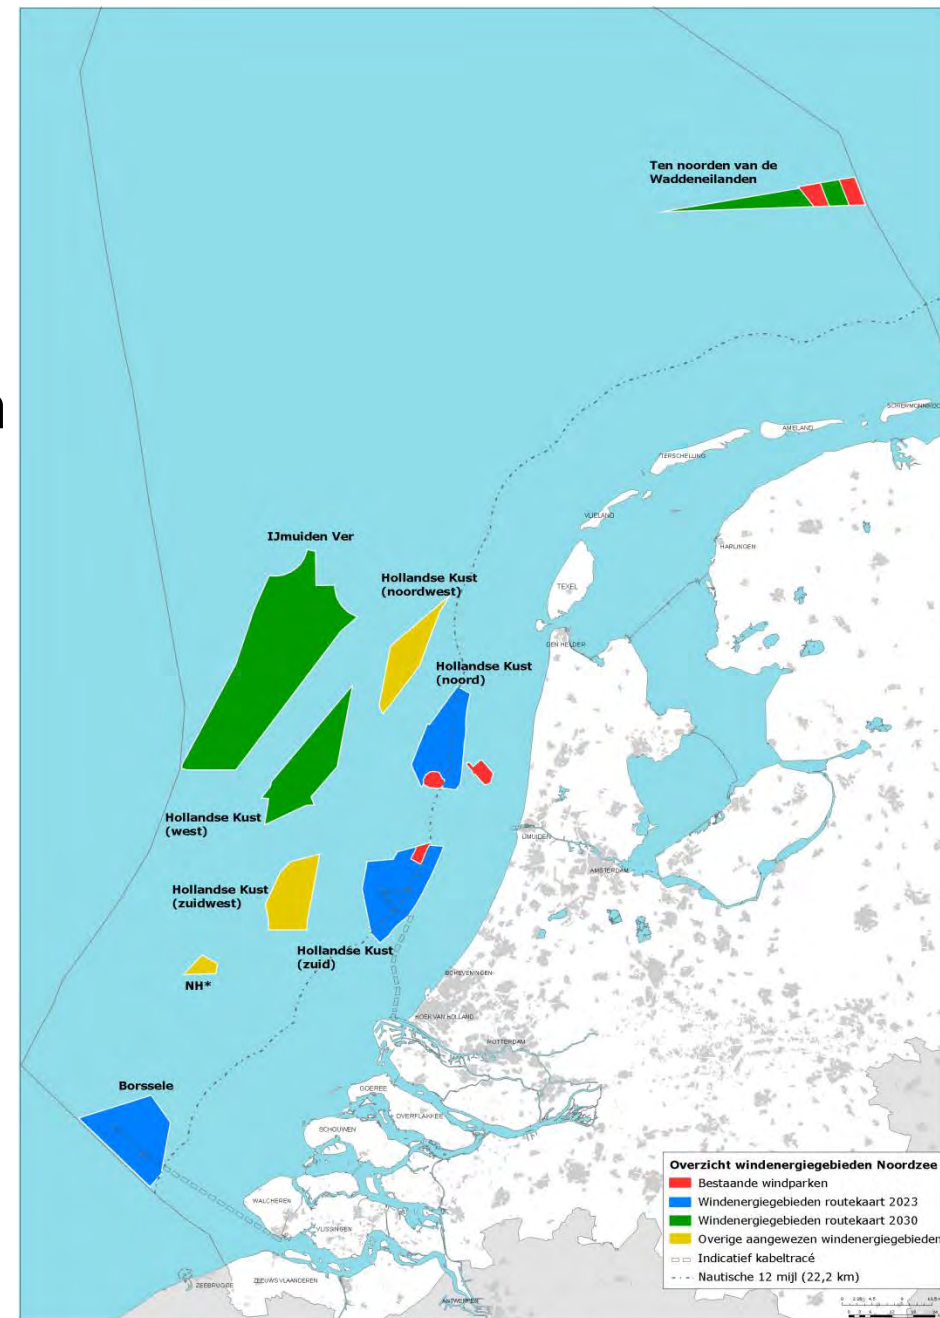 Ten noorden van de
Waddeneilanden
AMELAND
TERSCHELLING
VLIELAND
HARLINGEN
TEXEL
DEN HELDER
IJmuiden Ver
Hollandse Kust
(noordwest)
Hollandse Kust
(noord)
Hollandse Kust
(west)
IJMUIDEN
AMSTERDAM
Hollandse Kust
(zuidwest)
Hollandse Kust
(zuid)
NH*
SCHEVENINGEN
HOEK VAN HOLLAND
ROTTERDAM
Borssele
GOEREE
OVERFLAKKEE
SCHOUWEN
WALCHEREN
VLISSINGEN
ZEEBRUGGE
ZEEUWS VLAANDEREN
ANTWERPEN
Overzicht windenergiegebieden Noordzee
Bestaande windparken
Windenergiegebieden routekaart 2023
Windenergiegebieden routekaart 2030
Overige aangewezen windenergiegebieden
Indicatief kabeltracé
Nautische 12 mijl (22,2 km)